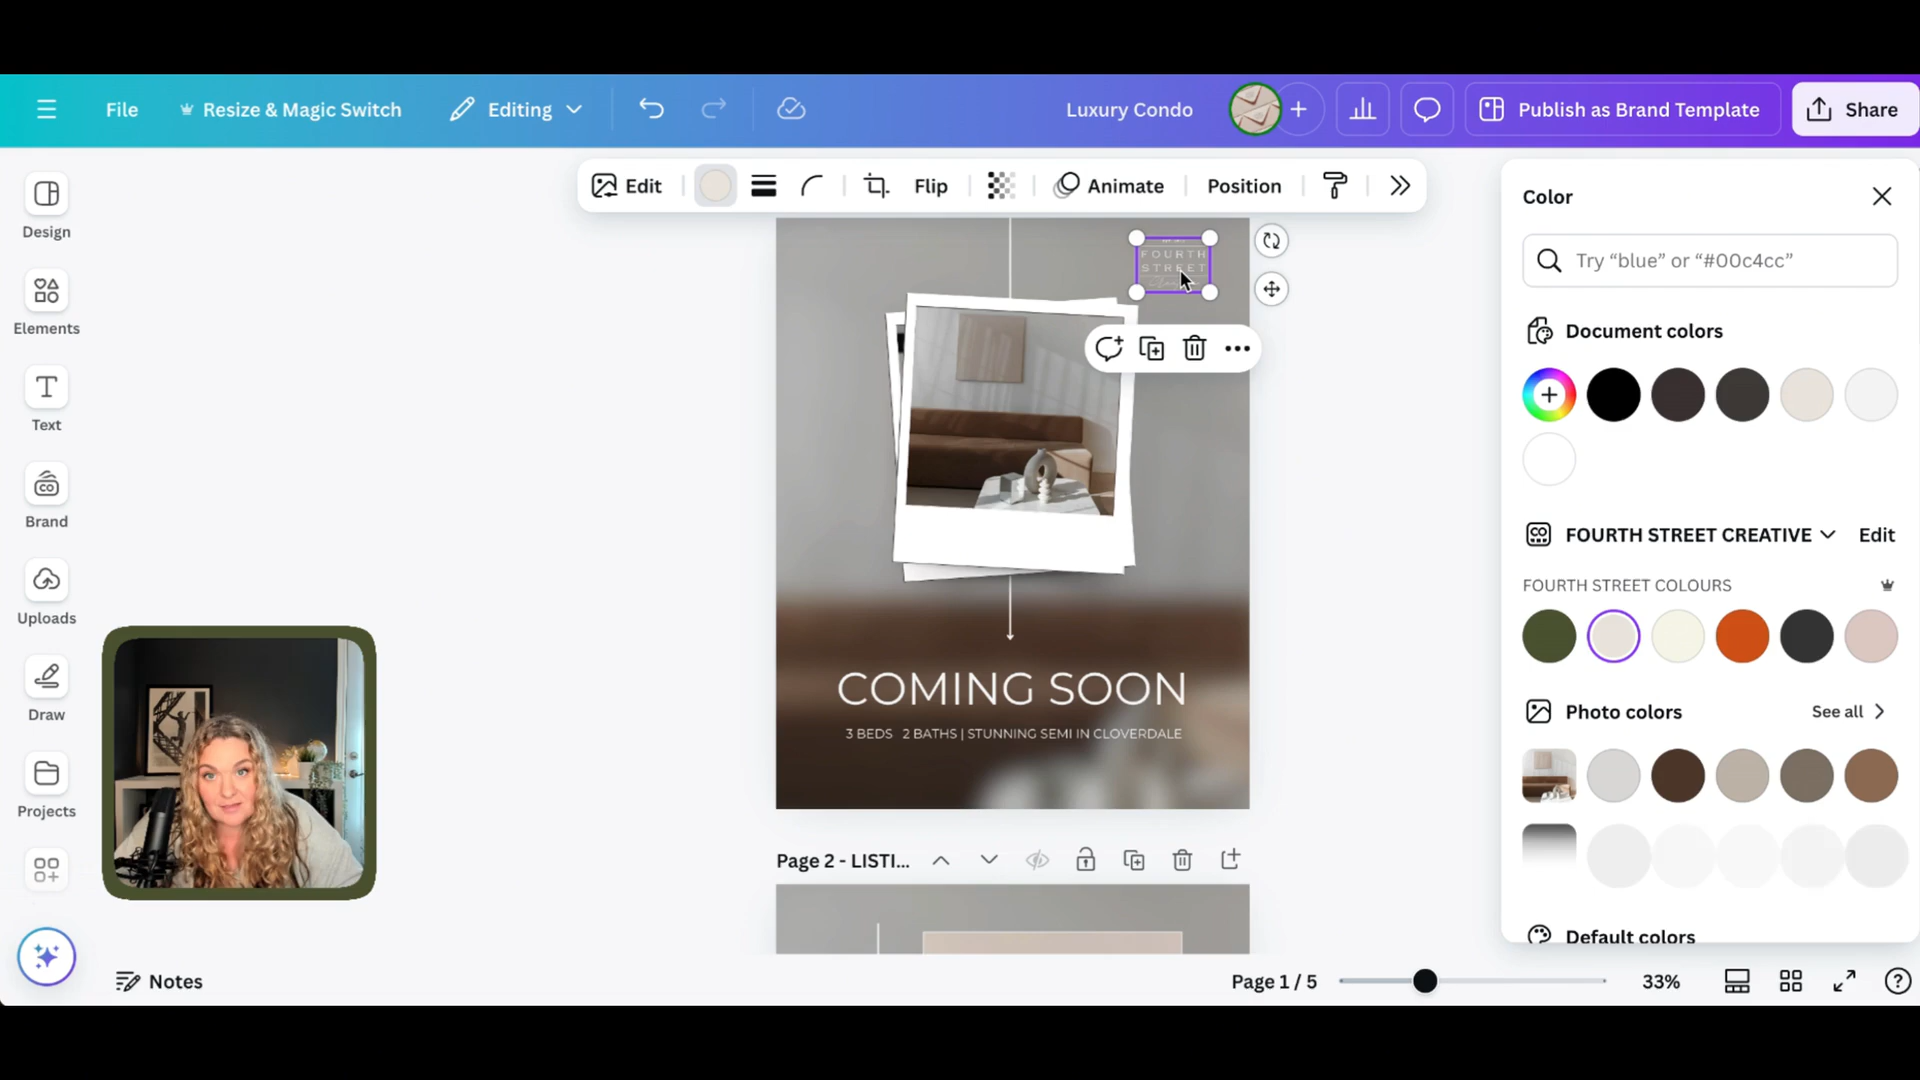 File
Resize & Magic Switch
Editing
Luxury Condo
Publish as Brand Template
Share
Edit
Flip
Animate
Position
Design
Elements
Text
Brand
Uploads
Draw
Projects
FOURTH
STREET
COMING SOON
3 BEDS 2 BATHS | STUNNING SEMI IN CLOVERDALE
Page 2 - LISTI...
Color
Try “blue” or “#00c4cc”
Document colors
FOURTH STREET CREATIVE
Edit
FOURTH STREET COLOURS
Photo colors
See all
Default colors
Notes
Page 1 / 5
33%